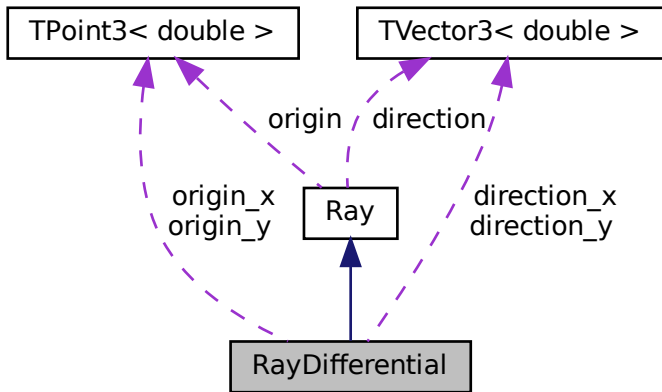 TPoint3< double >
TVector3< double >
origin
direction
origin_x
origin_y
direction_x
direction_y
Ray
RayDifferential